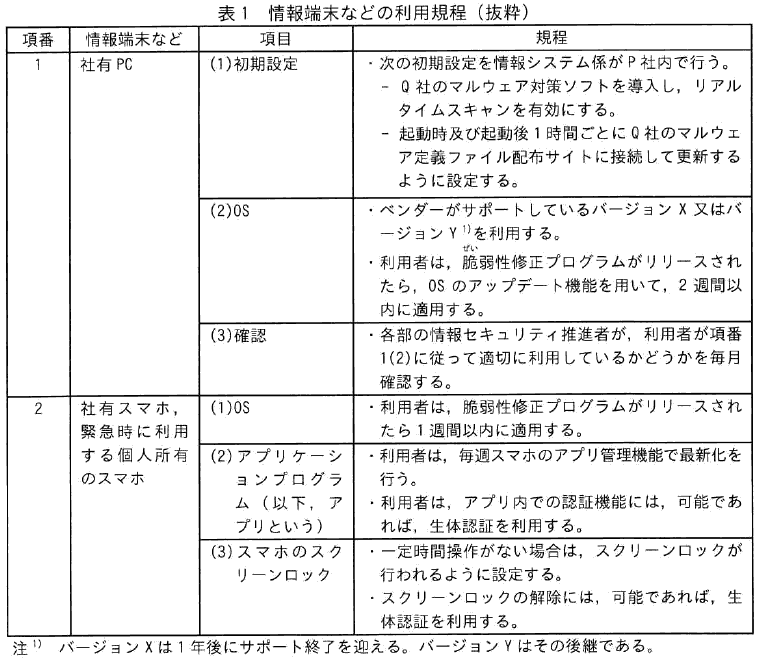 表1 情報端末などの利用規程（抜粋）
項番 情報端末など 項目 規程
1 社有PC (1)初期設定 ・次の初期設定を情報システム係がP社内で行う。
－ Q社のマルウェア対策ソフトを導入し，リアル
タイムスキャンを有効にする。
－ 起動時及び起動後1時間ごとにQ社のマルウェ
ア定義ファイル配布サイトに接続して更新する
ように設定する。
(2)OS ・ベンダーがサポートしているバージョンX又はバ
ージョンY1)を利用する。
ぜい
・利用者は，脆弱性修正プログラムがリリースされ
たら，OSのアップデート機能を用いて，2週間以
内に適用する。
(3)確認 ・各部の情報セキュリティ推進者が，利用者が項番
1(2)に従って適切に利用しているかどうかを毎月
確認する。
2 社有スマホ，
緊急時に利用
する個人所有
のスマホ
(1)OS ・利用者は，脆弱性修正プログラムがリリースされ
たら1週間以内に適用する。
(2)アプリケーシ
ョンプログラ
ム（以下，ア
プリという）
・利用者は，毎週スマホのアプリ管理機能で最新化を
行う。
・利用者は，アプリ内での認証機能には，可能であ
れば，生体認証を利用する。
(3)スマホのスク
リーンロック
・一定時間操作がない場合は，スクリーンロックが
行われるように設定する。
・スクリーンロックの解除には，可能であれば，生
体認証を利用する。
注1) バージョンXは1年後にサポート終了を迎える。バージョンYはその後継である。